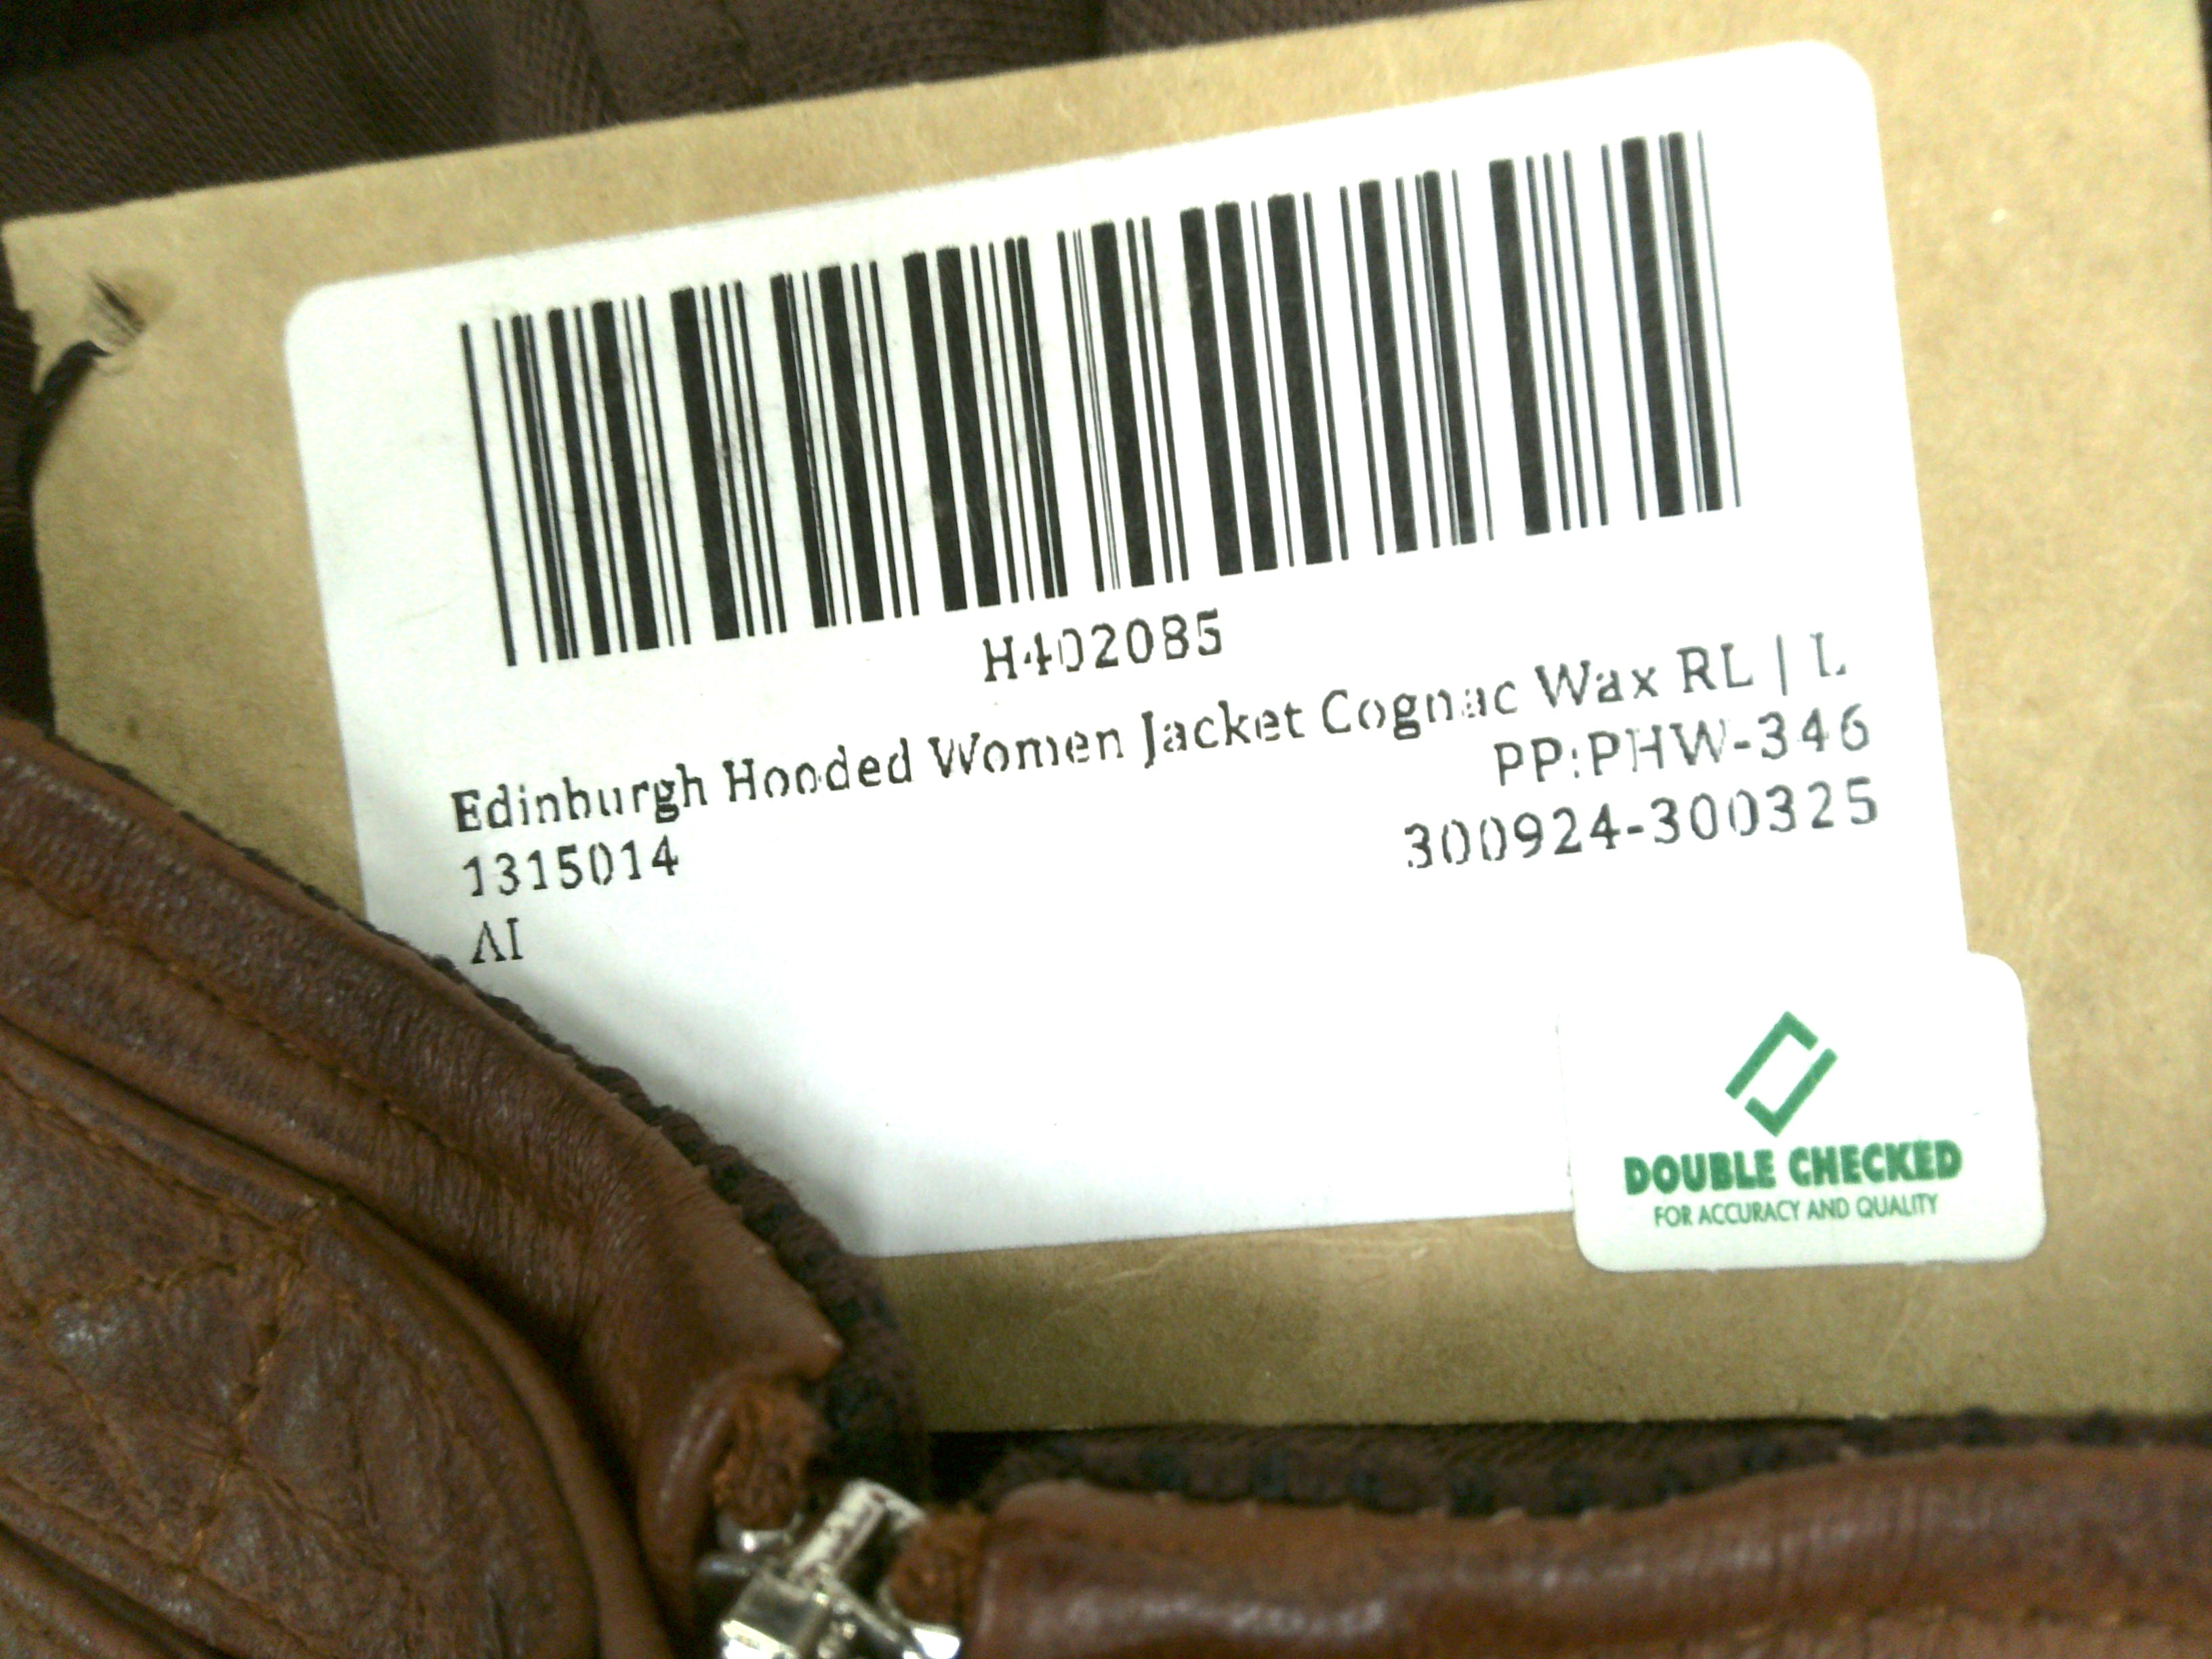 H402085
Edinburgh Hooded Women Jacket Cognac Wax RL | L
PP:PHW-346
1315014 300924-300325
AI
DOUBLE CHECKED
FOR ACCURACY AND QUALITY